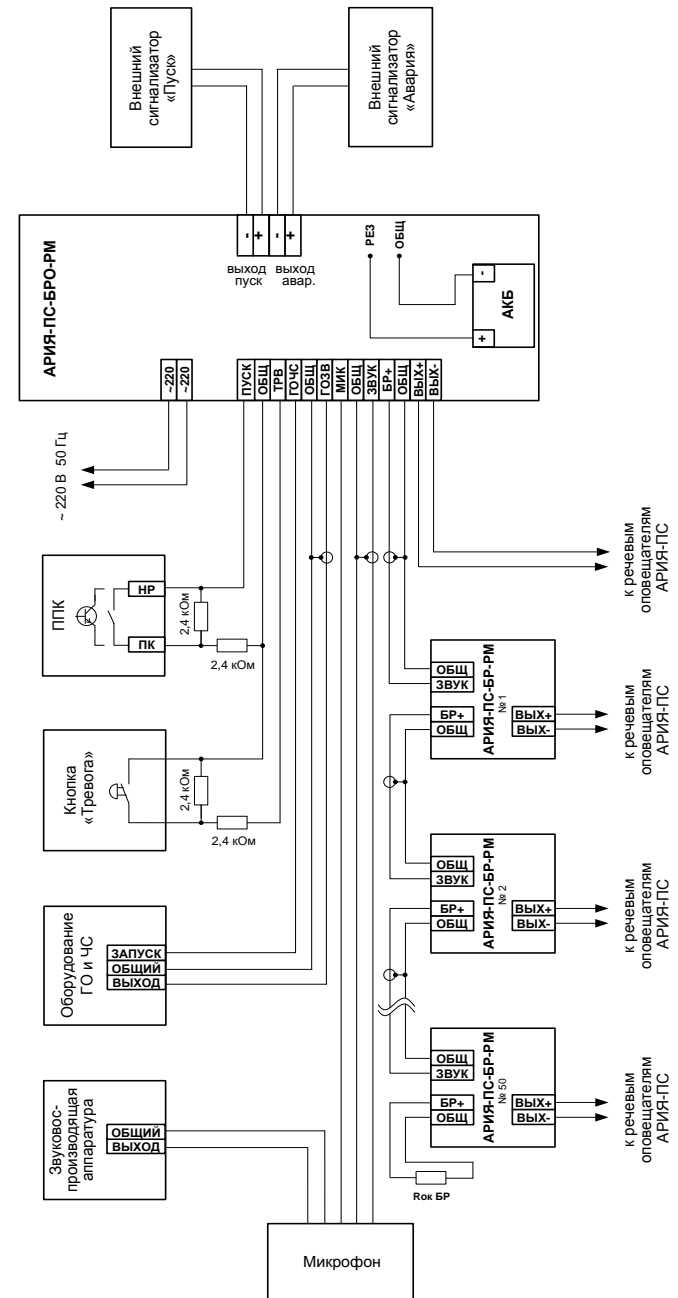 Внешний
сигнализатор
«Пуск»
Внешний
сигнализатор
«Авария»
АРИЯ-ПС-БРО-РМ
-
+
-
+
выход
пуск
выход
авар.
РЕЗ
ОБЩ
-
+
АКБ
~220
~220
ПУСК
ОБЩ
ТРВ
ГОЧС
ОБЩ
ГОЗВ
МИК
ОБЩ
ЗВУК
БР+
ОБЩ
ВЫХ+
ВЫХ-
~ 220 В 50 Гц
ППК
НР
ПК
2,4 кОм
2,4 кОм
Кнопка
«Тревога»
2,4 кОм
2,4 кОм
Оборудование
ГО и ЧС
ЗАПУСК
ОБЩИЙ
ВЫХОД
Звуковос-
производящая
аппаратура
ОБЩИЙ
ВЫХОД
Микрофон
к речевым
оповещателям
АРИЯ-ПС
ОБЩ
ЗВУК
БР+
ОБЩ
АРИЯ-ПС-БР-РМ
№ 1
ВЫХ+
ВЫХ-
к речевым
оповещателям
АРИЯ-ПС
ОБЩ
ЗВУК
БР+
ОБЩ
АРИЯ-ПС-БР-РМ
№ 2
ВЫХ+
ВЫХ-
к речевым
оповещателям
АРИЯ-ПС
ОБЩ
ЗВУК
БР+
ОБЩ
АРИЯ-ПС-БР-РМ
№ 50
ВЫХ+
ВЫХ-
к речевым
оповещателям
АРИЯ-ПС
Rок БР